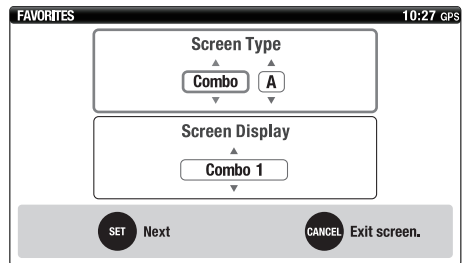 FAVORITES 10:27 GPS
Screen Type
Combo A
Screen Display
Combo 1
SET Next CANCEL Exit screen.